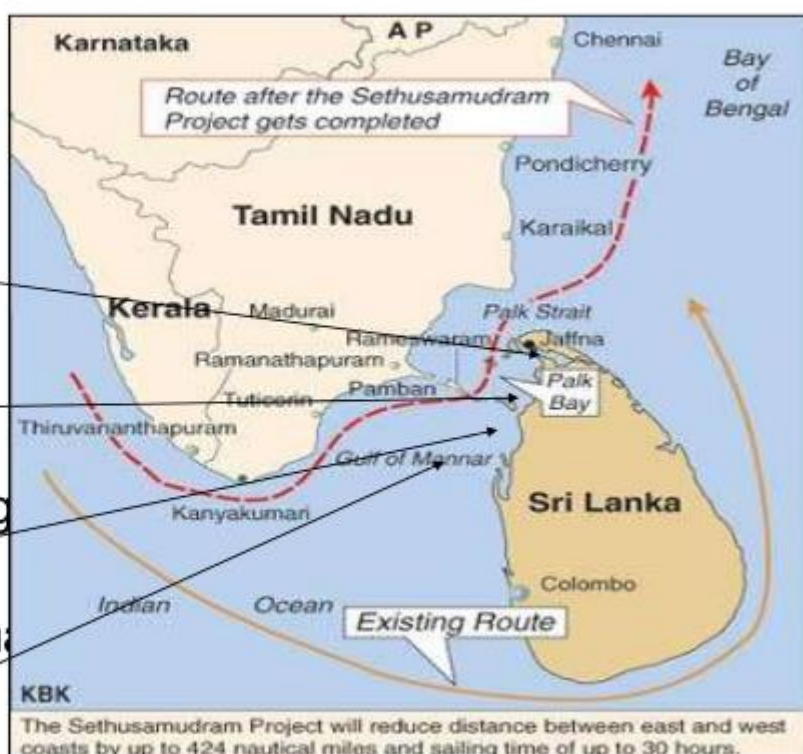 Karnataka
A P
Chennai
Bay
of
Bengal
Route after the Sethusamudram
Project gets completed
Pondicherry
Tamil Nadu
Karaikal
Kerala
Madurai
Palk Strait
Rameswaram
Jaffna
Ramanathapuram
Palk
Bay
Pamban
Tuticorin
Thiruvananthapuram
Gulf of Mannar
g
Kanyakumari
Sri Lanka
Colombo
Indian Ocean
Existing Route
KBK
The Sethusamudram Project will reduce distance between east and west
coasts by up to 424 nautical miles and sailing time of up to 30 hours